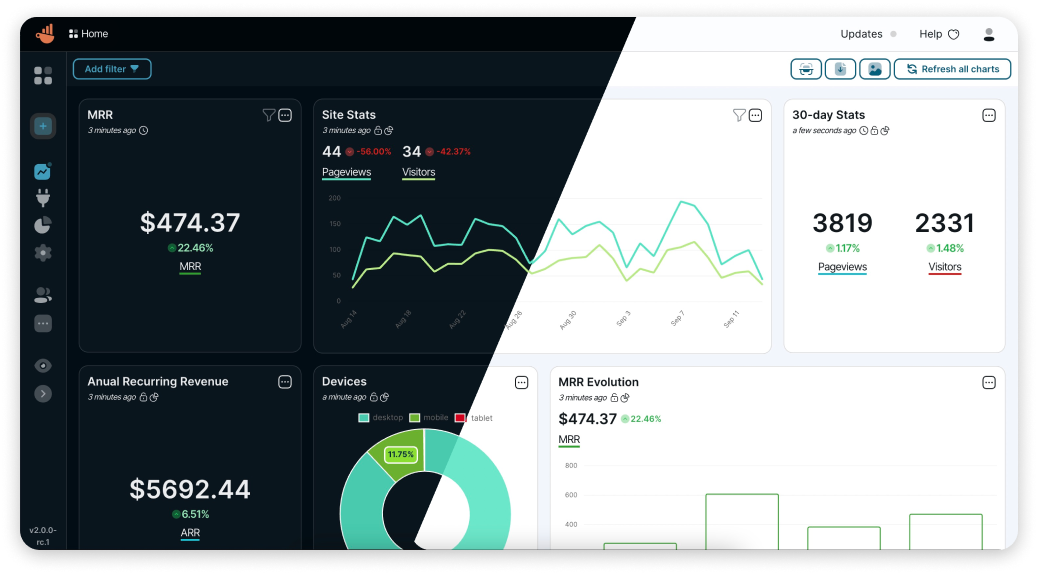 Home
Updates
Help
Add filter
Refresh all charts
MRR
3 minutes ago
$474.37
22.46%
MRR
Site Stats
3 minutes ago
44 -56.00% 34 -42.37%
Pageviews Visitors
200
150
100
50
0
Aug 14 Aug 18 Aug 22 Aug 26 Aug 30 Sep 3 Sep 7 Sep 11
30-day Stats
a few seconds ago
3819 2331
1.17% 1.48%
Pageviews Visitors
Anual Recurring Revenue
3 minutes ago
$5692.44
6.51%
ARR
Devices
a minute ago
desktop mobile tablet
11.75%
MRR Evolution
3 minutes ago
$474.37 22.46%
MRR
800
600
400
v2.0.0-
rc.1